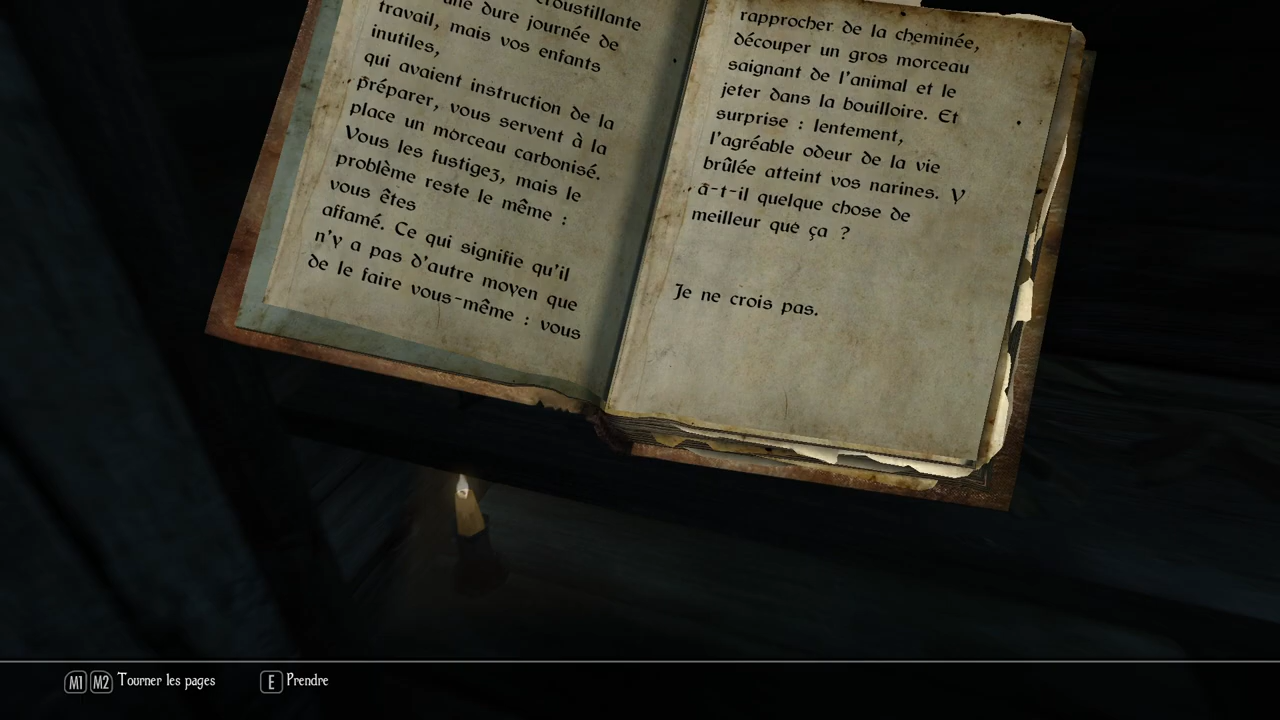 une dure journée de
croustillante
travail, mais vos enfants
inutiles,
qui avaient instruction de la
préparer, vous servent à la
place un morceau carbonisé.
Vous les fustigez, mais le
problème reste le même :
vous êtes
affamé. Ce qui signifie qu'il
n'y a pas d'autre moyen que
de le faire vous-même : vous
rapprocher de la cheminée,
découper un gros morceau
saignant de l'animal et le
jeter dans la bouilloire. Et
surprise : lentement,
l'agréable odeur de la vie
brûlée atteint vos narines. Y
a-t-il quelque chose de
meilleur que ça ?
Je ne crois pas.
M1 M2 Tourner les pages
E Prendre